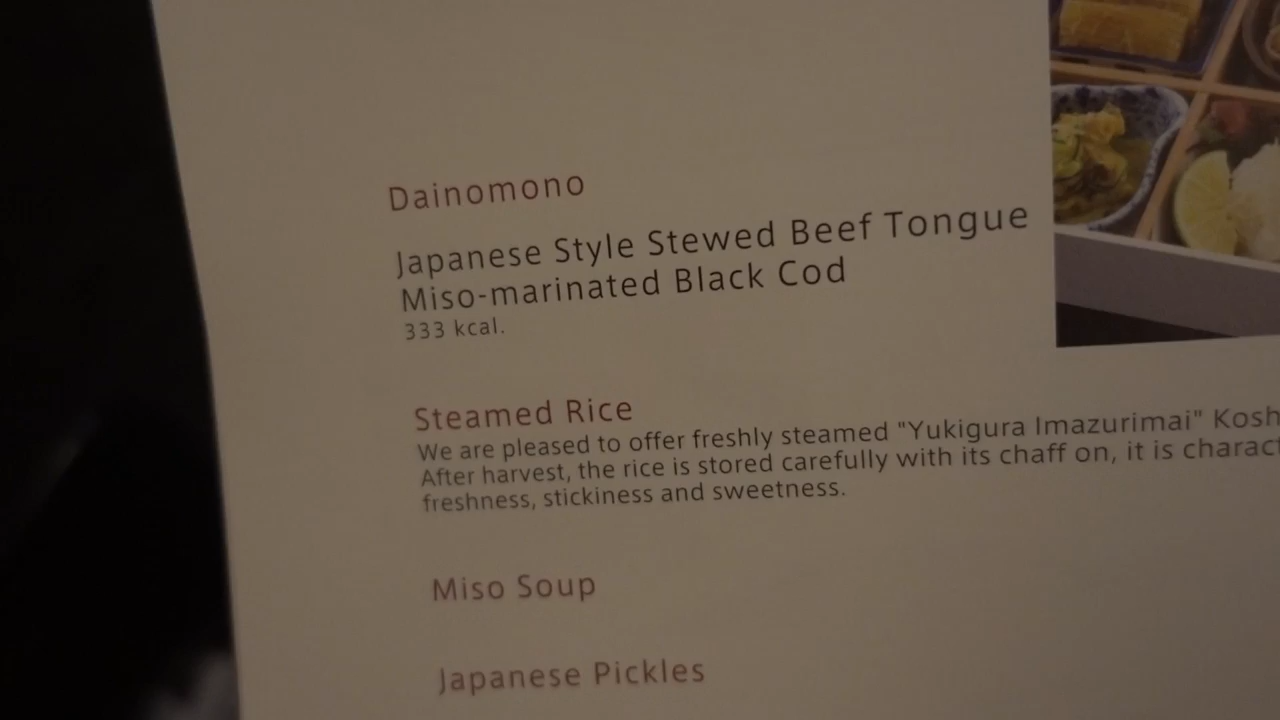 Dainomono
Japanese Style Stewed Beef Tongue
Miso-marinated Black Cod
333 kcal.
Steamed Rice
We are pleased to offer freshly steamed "Yukigura Imazurimai"
After harvest, the rice is stored carefully with its chaff on, it is
freshness, stickiness and sweetness.
Miso Soup
Japanese Pickles